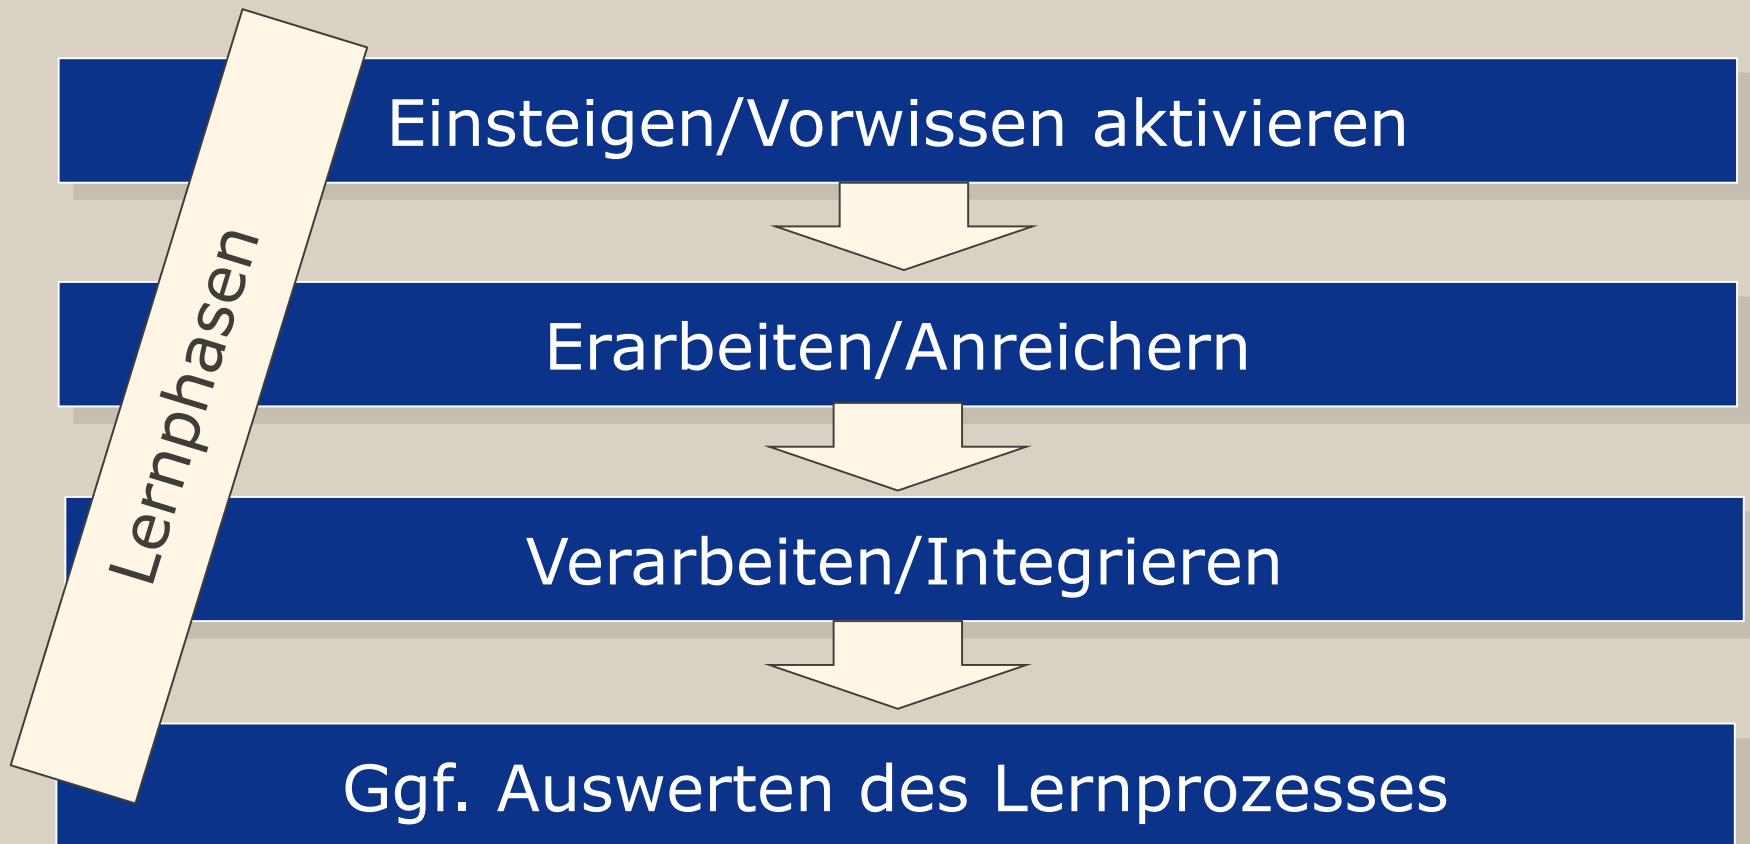 Einsteigen/Vorwissen aktivieren
Erarbeiten/Anreichern
Lernphasen
Verarbeiten/Integrieren
Ggf. Auswerten des Lernprozesses